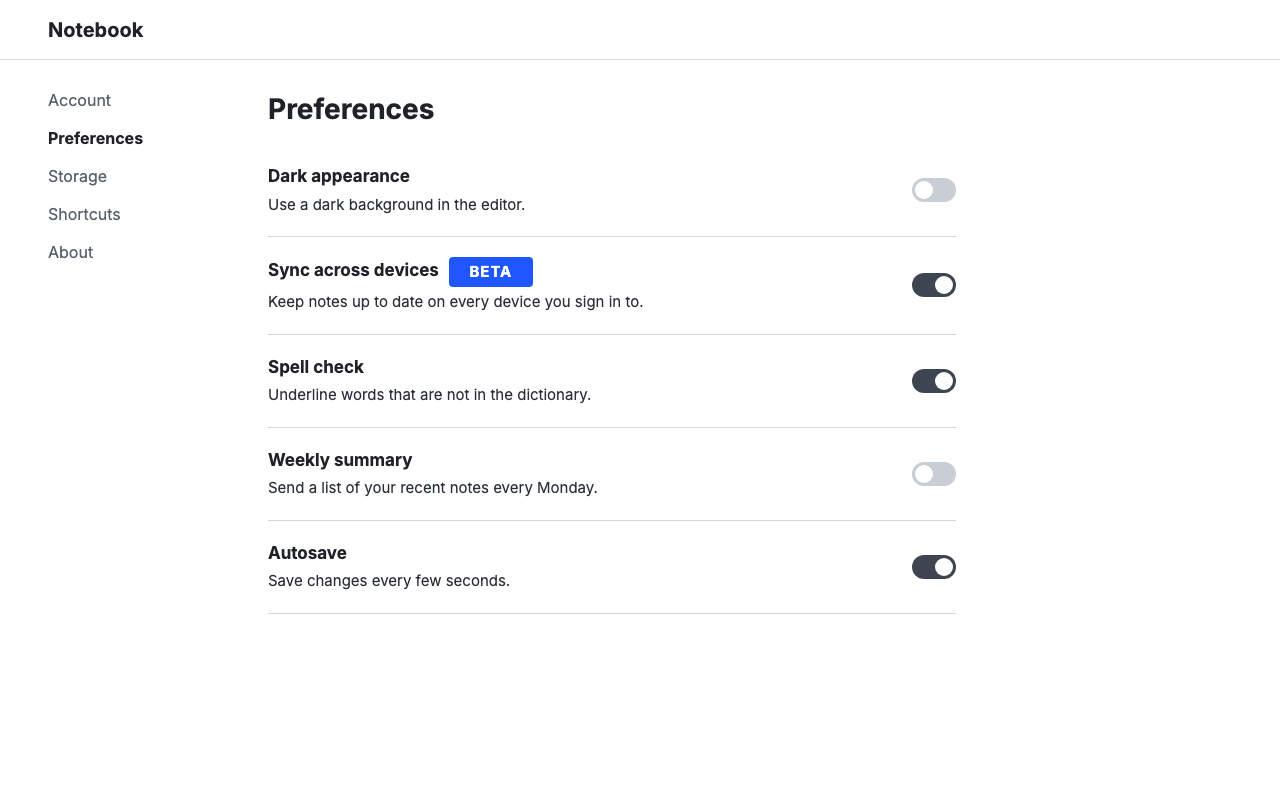 Notebook
Account
Preferences
Storage
Shortcuts
About
Preferences
Dark appearance
Use a dark background in the editor.
Sync across devices BETA
Keep notes up to date on every device you sign in to.
Spell check
Underline words that are not in the dictionary.
Weekly summary
Send a list of your recent notes every Monday.
Autosave
Save changes every few seconds.